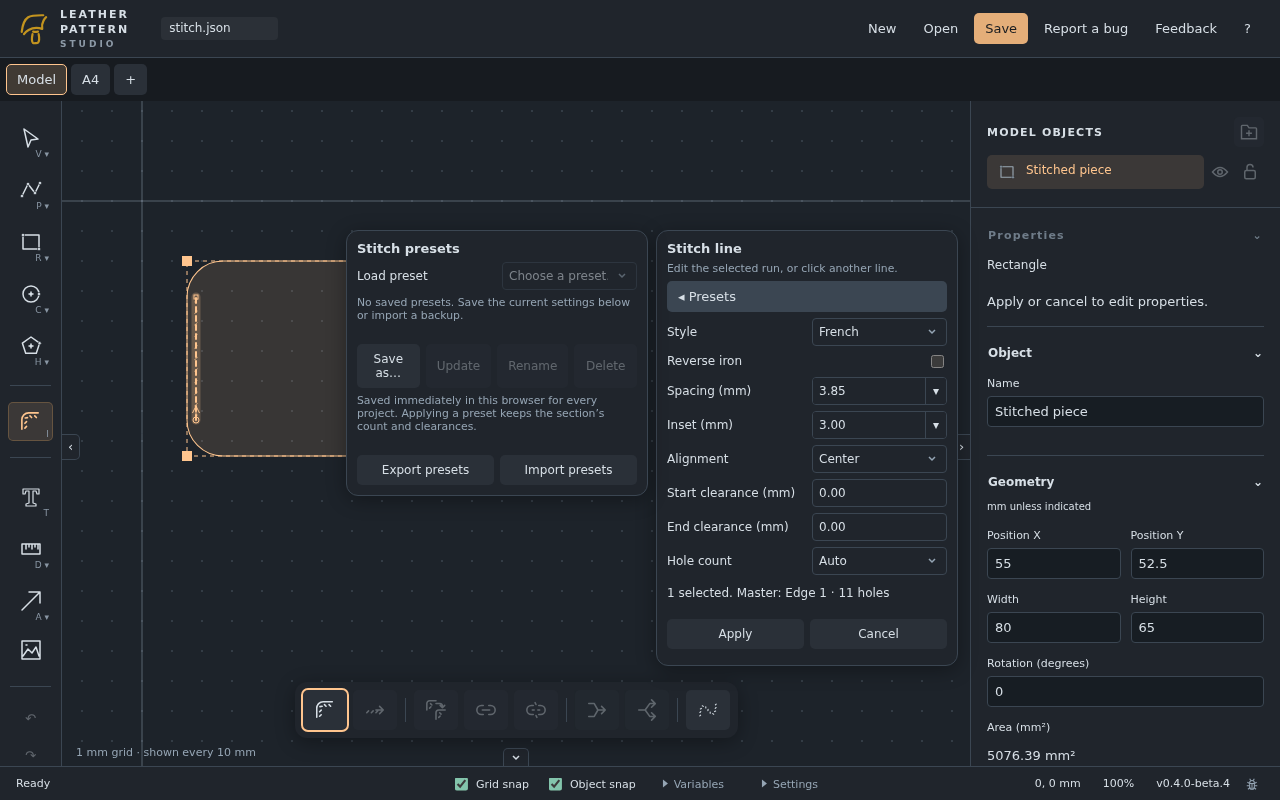 LEATHER
PATTERN
STUDIO
stitch.json
New
Open
Save
Report a bug
Feedback
?
Model
A4
+
V ▾
P ▾
R ▾
C ▾
H ▾
I
T
D ▾
A ▾
Stitch presets
Load preset
Choose a preset
No saved presets. Save the current settings below
or import a backup.
Save
as…
Update
Rename
Delete
Saved immediately in this browser for every
project. Applying a preset keeps the section’s
count and clearances.
Export presets
Import presets
Stitch line
Edit the selected run, or click another line.
◂ Presets
Style
French
Reverse iron
Spacing (mm)
3.85
Inset (mm)
3.00
Alignment
Center
Start clearance (mm)
0.00
End clearance (mm)
0.00
Hole count
Auto
1 selected. Master: Edge 1 · 11 holes
Apply
Cancel
1 mm grid · shown every 10 mm
MODEL OBJECTS
Stitched piece
Properties
Rectangle
Apply or cancel to edit properties.
Object
Name
Stitched piece
Geometry
mm unless indicated
Position X
Position Y
55
52.5
Width
Height
80
65
Rotation (degrees)
0
Area (mm²)
5076.39 mm²
Ready
Grid snap
Object snap
Variables
Settings
0, 0 mm
100%
v0.4.0-beta.4